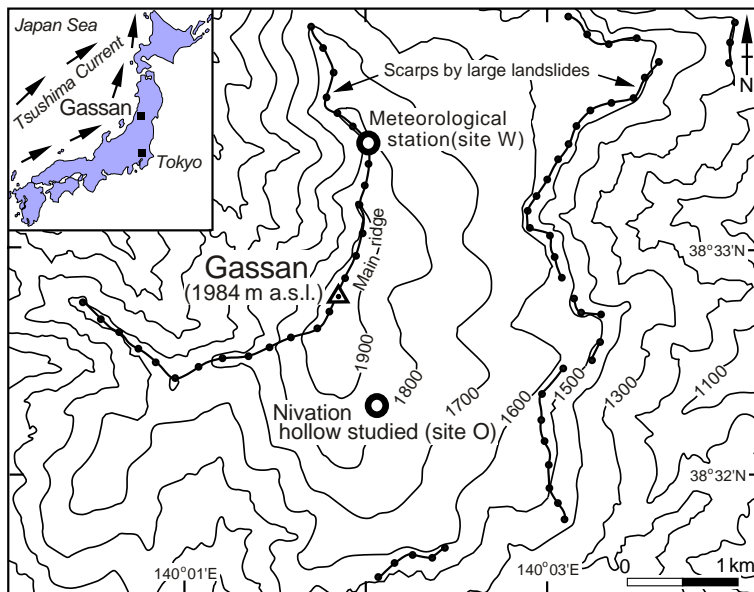 Japan Sea
Tsushima Current
Gassan
Tokyo
Scarps by large landslides
N
Meteorological
station(site W)
38°33'N
Main-ridge
Gassan
(1984 m a.s.l.)
1900
1800
1700
1600
1500
1300
1100
Nivation
hollow studied (site O)
38°32'N
140°01'E
140°03'E
0 1 km